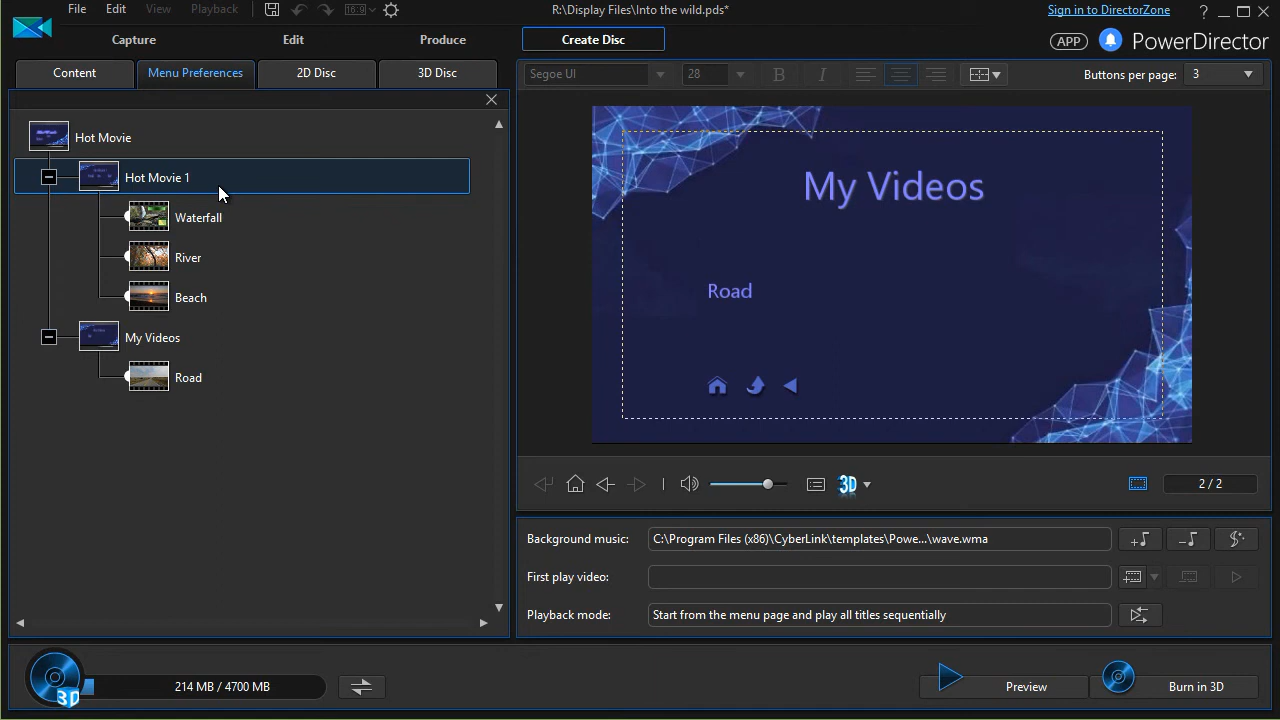 File Edit View Playback 16:9 R:\Display Files\Into the wild.pds* Sign in to DirectorZone ?
Capture Edit Produce Create Disc APP PowerDirector
Content Menu Preferences 2D Disc 3D Disc Segoe UI 28 B I Buttons per page: 3
Hot Movie
Hot Movie 1
Waterfall
River
Beach
My Videos
Road
My Videos
Road
3D 2 / 2
Background music: C:\Program Files (x86)\CyberLink\templates\Powe...\wave.wma
First play video:
Playback mode: Start from the menu page and play all titles sequentially
3D 214 MB / 4700 MB Preview Burn in 3D